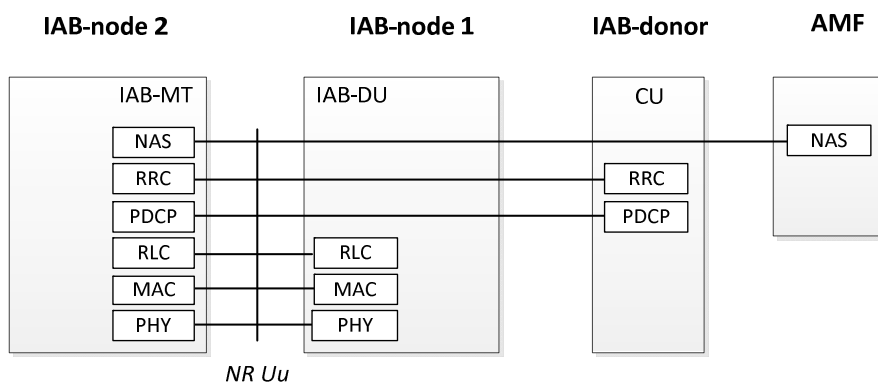 IAB-node 2 IAB-node 1 IAB-donor AMF
IAB-MT IAB-DU CU
NAS NAS
RRC RRC
PDCP PDCP
RLC RLC
MAC MAC
PHY PHY
NR Uu